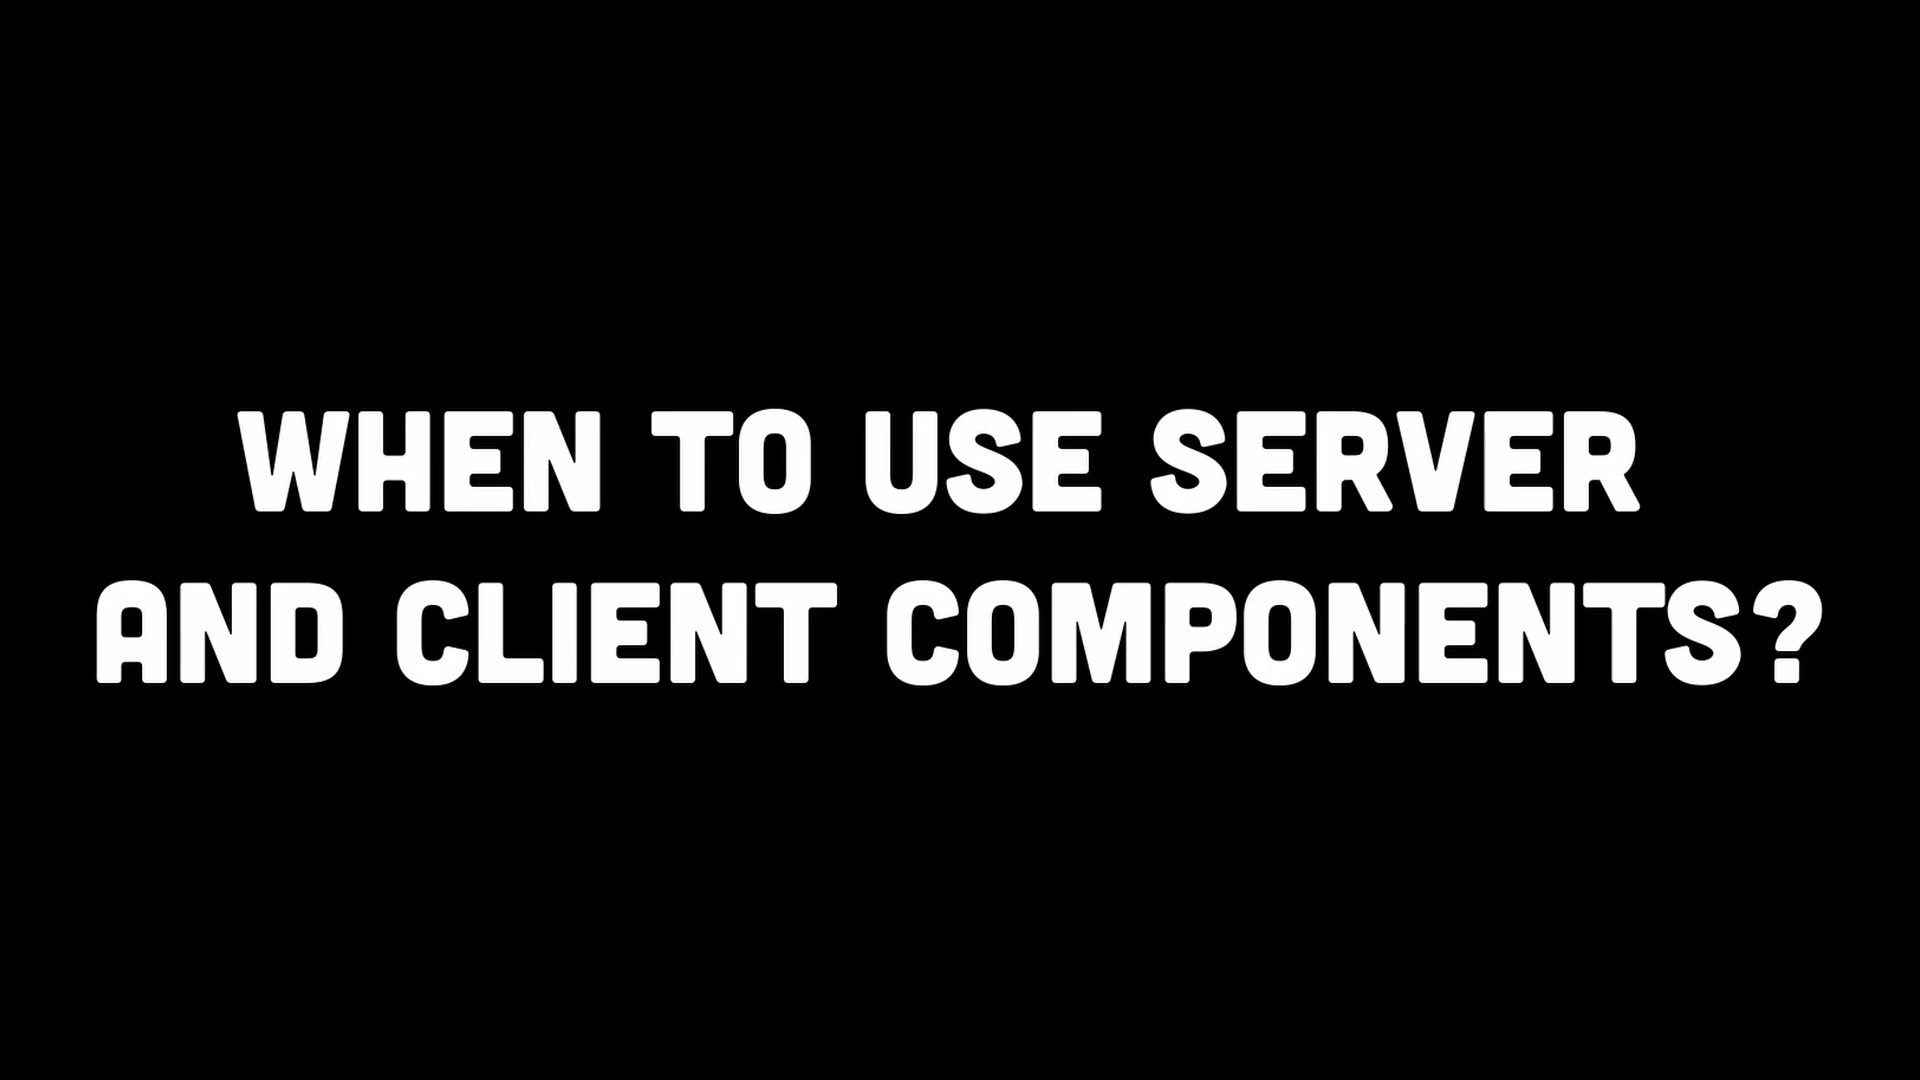 WHEN TO USE SERVER
AND CLIENT COMPONENTS?